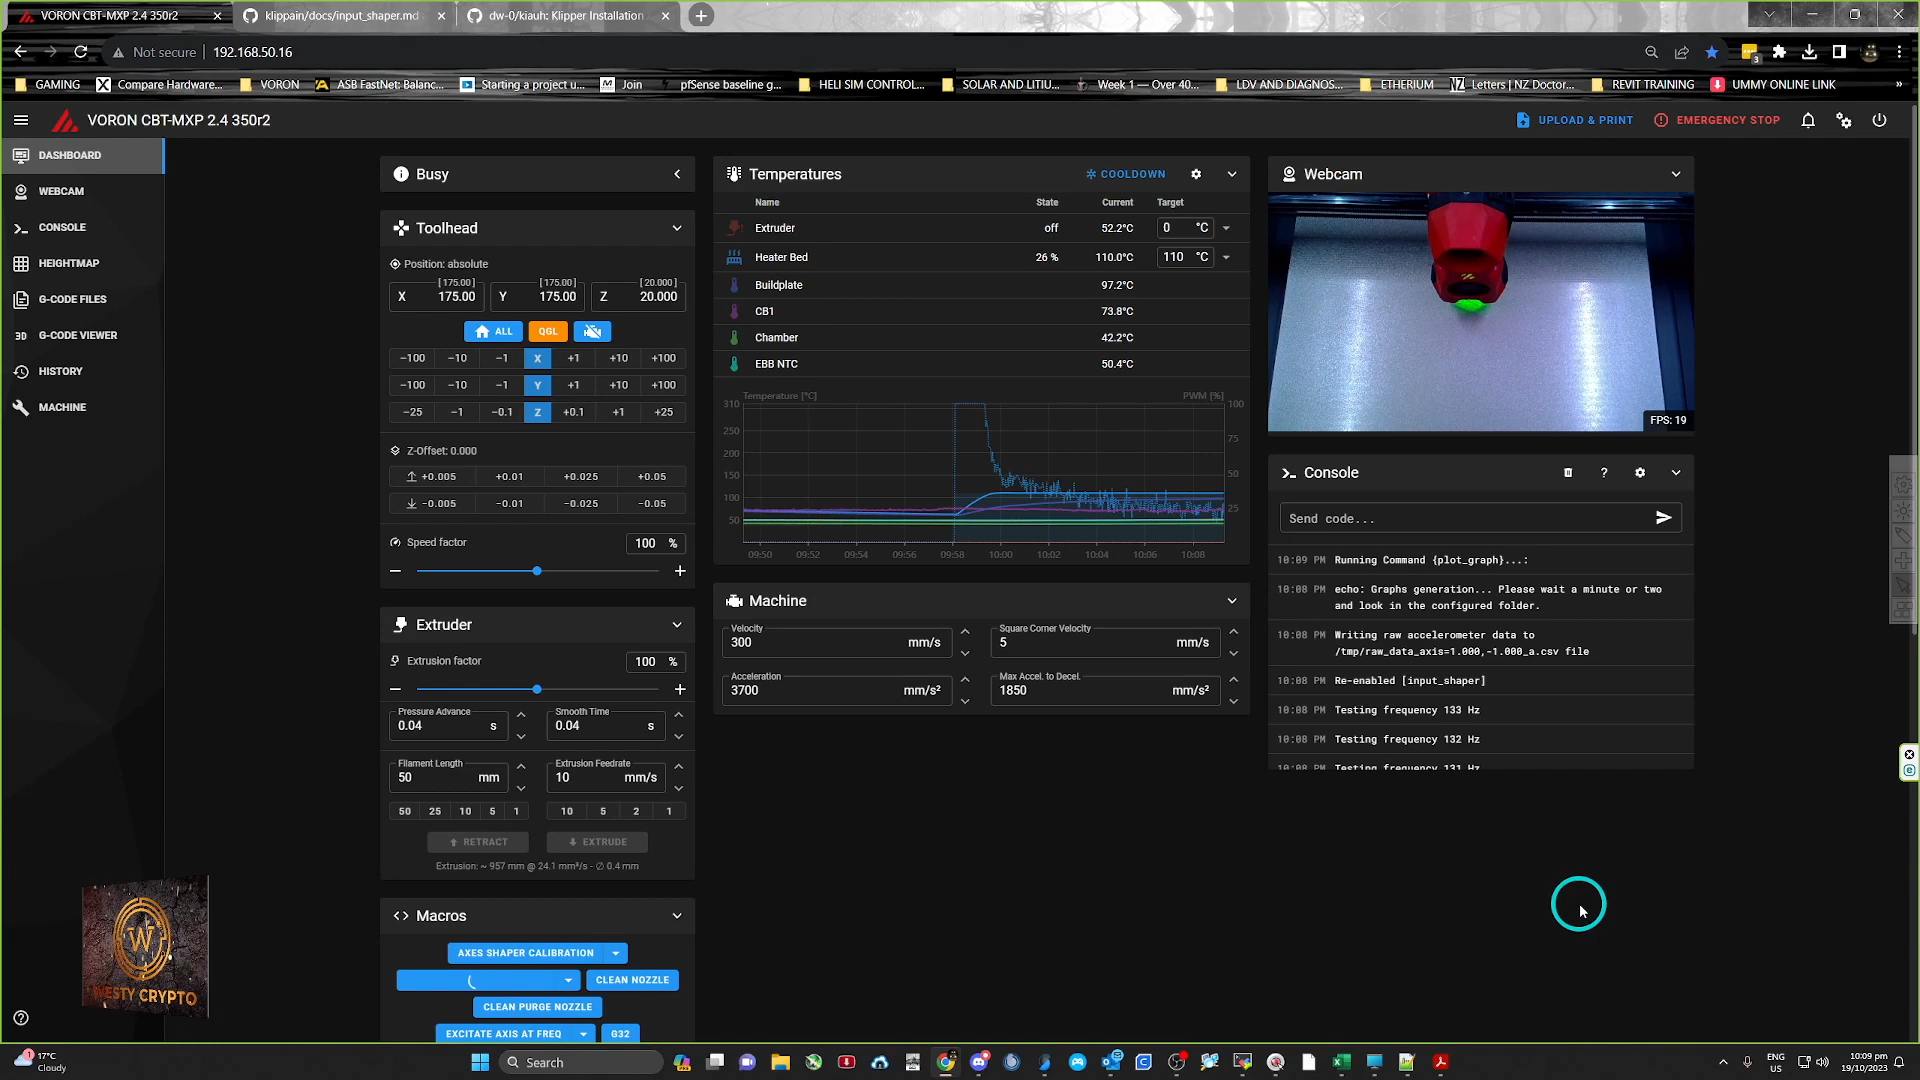 VORON CBT-MXP 2.4 350r2
klippain/docs/input_shaper.md
dw-0/kiauh: Klipper Installation
Not secure
192.168.50.16
3
GAMING
Compare Hardware...
VORON
ASB FastNet: Balanc...
Starting a project u...
Join
pfSense baseline g...
HELI SIM CONTROL...
SOLAR AND LITIU...
Week 1 — Over 40...
LDV AND DIAGNOS...
ETHERIUM
Letters | NZ Doctor...
REVIT TRAINING
UMMY ONLINE LINK
»
VORON CBT-MXP 2.4 350r2
UPLOAD & PRINT
EMERGENCY STOP
DASHBOARD
WEBCAM
CONSOLE
HEIGHTMAP
G-CODE FILES
3D G-CODE VIEWER
HISTORY
MACHINE
Busy
Toolhead
Position: absolute
[175.00] [175.00] [20.000]
X 175.00 Y 175.00 Z 20.000
ALL QGL
-100 -10 -1 X +1 +10 +100
-100 -10 -1 Y +1 +10 +100
-25 -1 -0.1 Z +0.1 +1 +25
Z-Offset: 0.000
+0.005 +0.01 +0.025 +0.05
-0.005 -0.01 -0.025 -0.05
Speed factor 100 %
Extruder
Extrusion factor 100 %
Pressure Advance Smooth Time
0.04 s 0.04 s
Filament Length Extrusion Feedrate
50 mm 10 mm/s
50 25 10 5 1 10 5 2 1
RETRACT EXTRUDE
Extrusion: ~ 957 mm @ 24.1 mm³/s - ∅ 0.4 mm
Macros
AXES SHAPER CALIBRATION
CLEAN NOZZLE
CLEAN PURGE NOZZLE
EXCITATE AXIS AT FREQ G32
Temperatures
COOLDOWN
Name State Current Target
Extruder off 52.2°C 0 °C
Heater Bed 26 % 110.0°C 110 °C
Buildplate 97.2°C
CB1 73.8°C
Chamber 42.2°C
EBB NTC 50.4°C
Temperature [°C] PWM [%]
310 100
250 75
200
150 50
100
50 25
09:50 09:52 09:54 09:56 09:58 10:00 10:02 10:04 10:06 10:08
Machine
Velocity Square Corner Velocity
300 mm/s 5 mm/s
Acceleration Max Accel. to Decel.
3700 mm/s² 1850 mm/s²
Webcam
FPS: 19
Console
Send code...
10:09 PM Running Command {plot_graph}...:
10:08 PM echo: Graphs generation... Please wait a minute or two
and look in the configured folder.
10:08 PM Writing raw accelerometer data to
/tmp/raw_data_axis=1.000,-1.000_a.csv file
10:08 PM Re-enabled [input_shaper]
10:08 PM Testing frequency 133 Hz
10:08 PM Testing frequency 132 Hz
10:08 PM Testing frequency 131 Hz
W
WESTY CRYPTO
1
17°C
Cloudy
Search
ENG
US
10:09 PM
19/10/2023